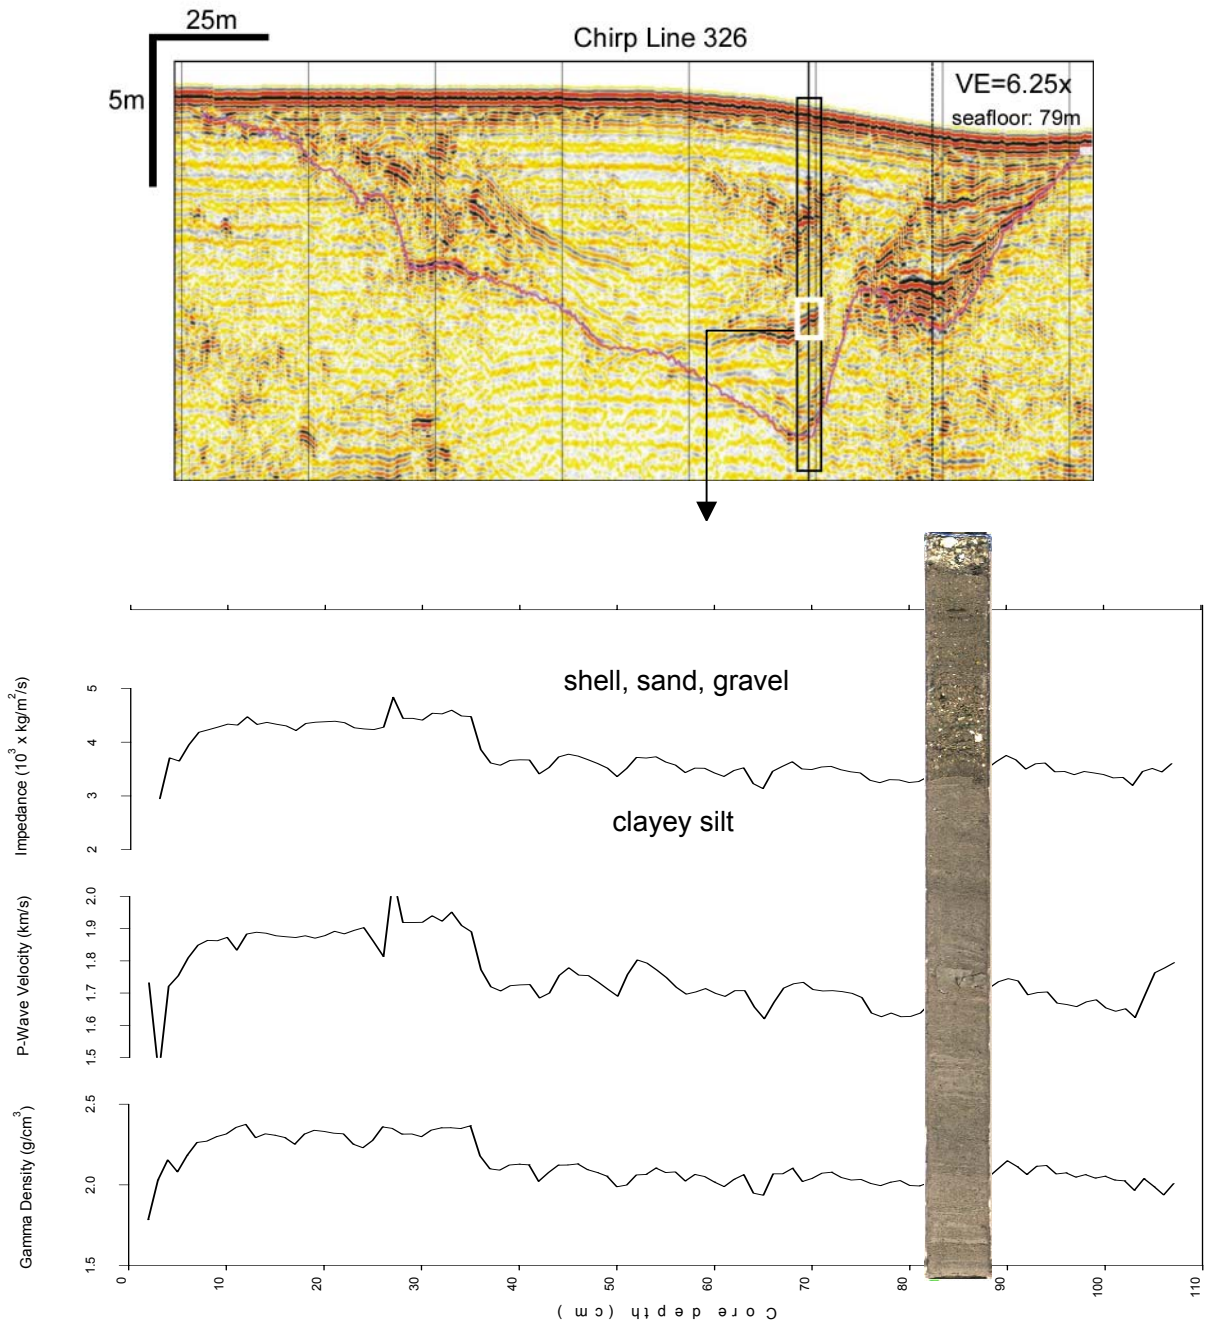 25m
Chirp Line 326
5m
VE=6.25x
seafloor: 79m
shell, sand, gravel
clayey silt
Impedance (10³ x kg/m²/s)
5
4
3
2
P-Wave Velocity (km/s)
2.0
1.9
1.8
1.7
1.6
1.5
Gamma Density (g/cm³)
2.5
2.0
1.5
0
10
20
30
40
50
60
70
80
90
100
110
Core depth (cm)